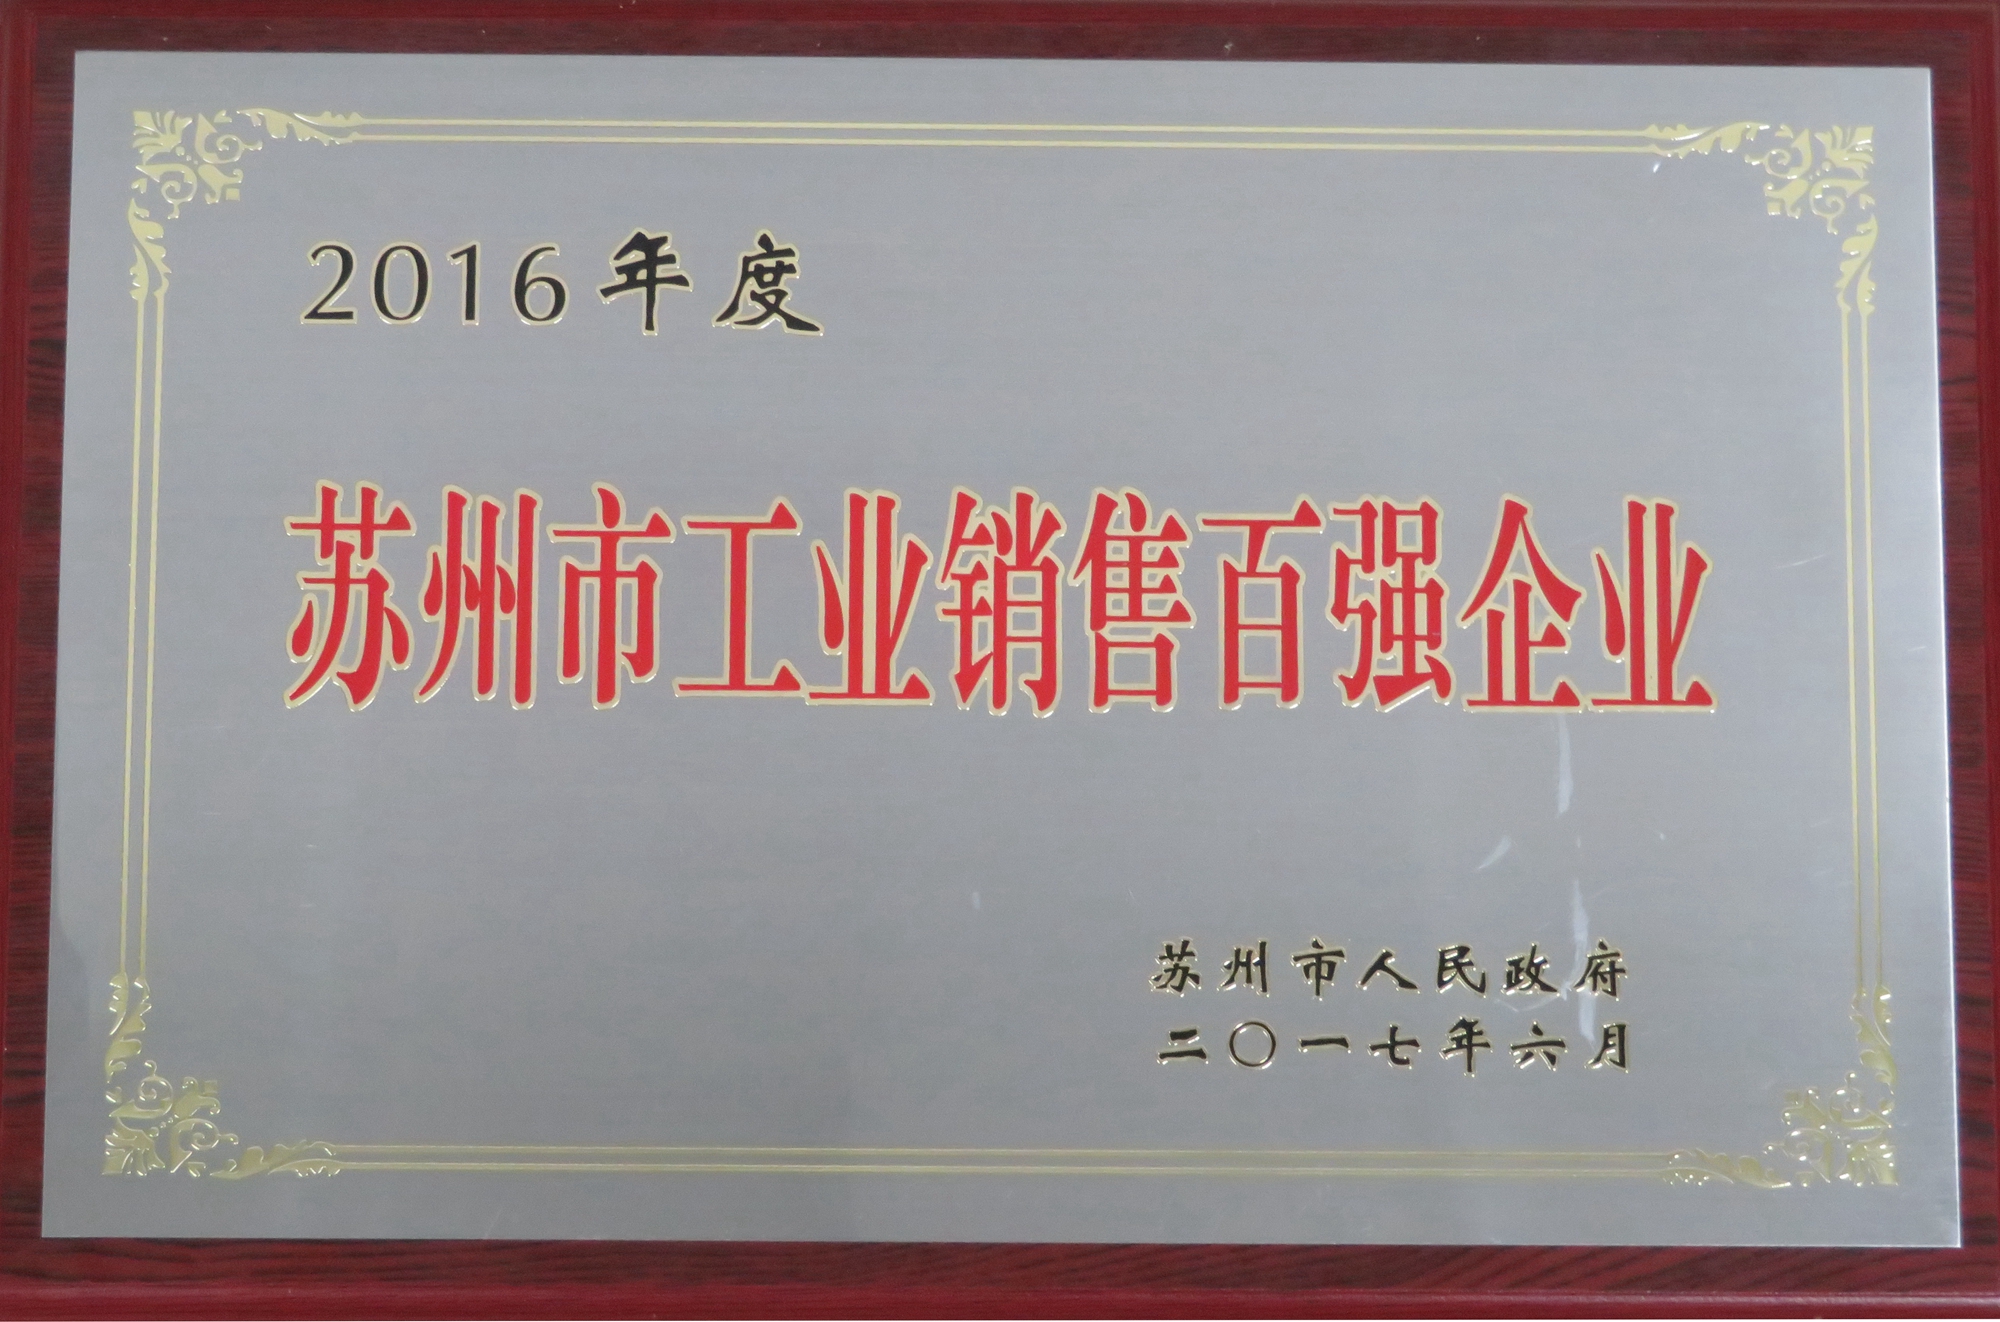 2016年度
苏州市工业销售百强企业
苏州市人民政府
二〇一七年六月